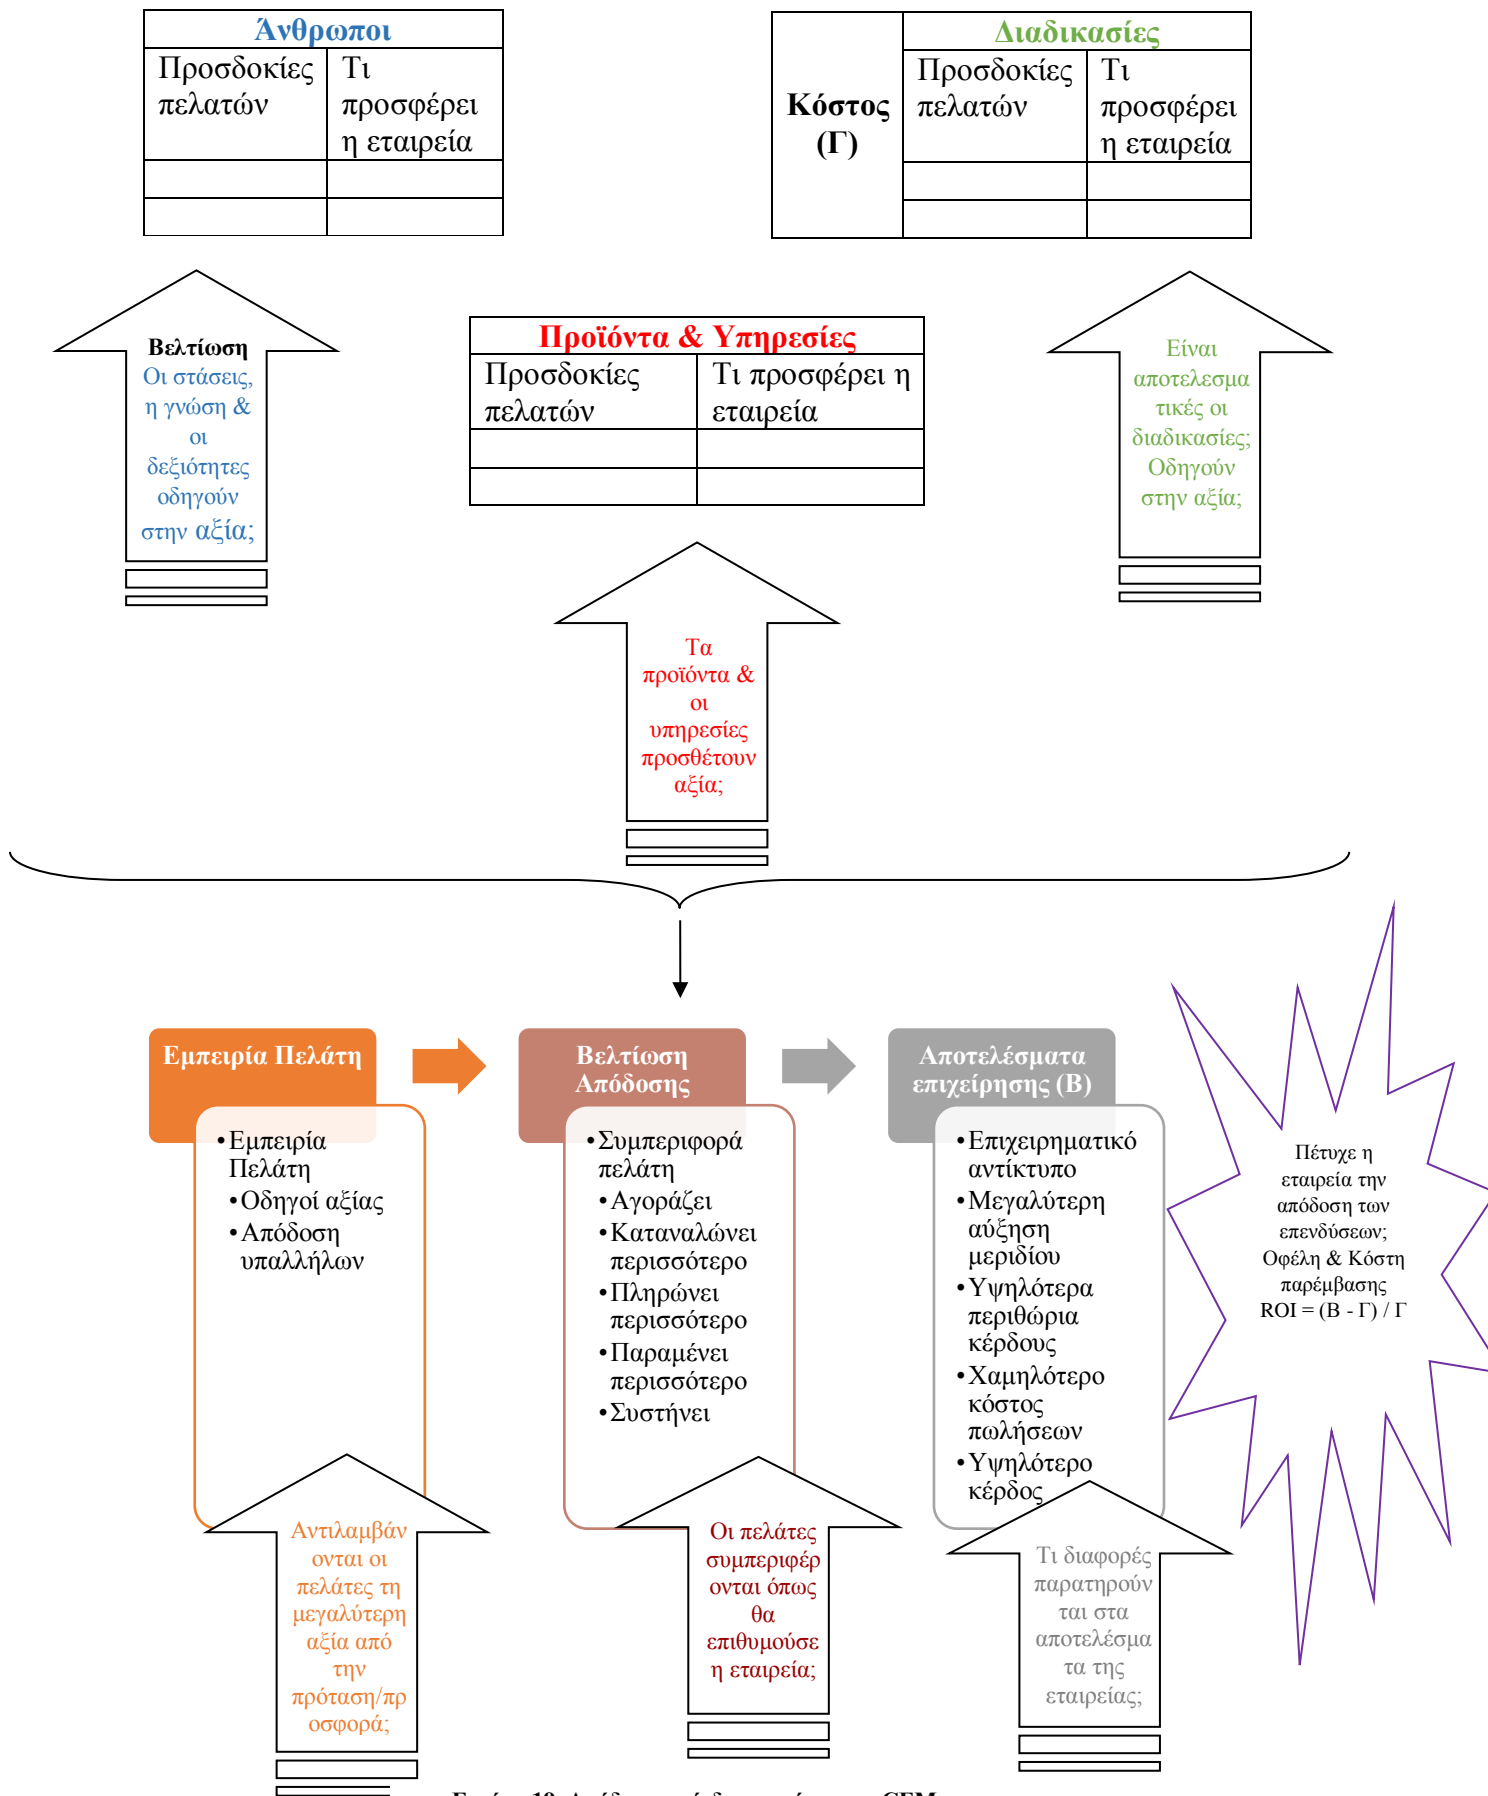 Άνθρωποι
Προσδοκίες
πελατών
Τι
προσφέρει
η εταιρεία
Κόστος
(Γ)
Διαδικασίες
Προσδοκίες
πελατών
Τι
προσφέρει
η εταιρεία
Βελτίωση
Οι στάσεις,
η γνώση &
οι
δεξιότητες
οδηγούν
στην αξία;
Προϊόντα & Υπηρεσίες
Προσδοκίες
πελατών
Τι προσφέρει η
εταιρεία
Είναι
αποτελεσμα
τικές οι
διαδικασίες;
Οδηγούν
στην αξία;
Τα
προϊόντα &
οι
υπηρεσίες
προσθέτουν
αξία;
Εμπειρία Πελάτη
•Εμπειρία
Πελάτη
•Οδηγοί αξίας
•Απόδοση
υπαλλήλων
Βελτίωση
Απόδοσης
•Συμπεριφορά
πελάτη
•Αγοράζει
•Καταναλώνει
περισσότερο
•Πληρώνει
περισσότερο
•Παραμένει
περισσότερο
•Συστήνει
Αποτελέσματα
επιχείρησης (Β)
•Επιχειρηματικό
αντίκτυπο
•Μεγαλύτερη
αύξηση
μεριδίου
•Υψηλότερα
περιθώρια
κέρδους
•Χαμηλότερο
κόστος
πωλήσεων
•Υψηλότερο
κέρδος
Πέτυχε η
εταιρεία την
απόδοση των
επενδύσεων;
Οφέλη & Κόστη
παρέμβασης
ROI = (Β - Γ) / Γ
Αντιλαμβάν
ονται οι
πελάτες τη
μεγαλύτερη
αξία από
την
πρόταση/πρ
οσφορά;
Οι πελάτες
συμπεριφέρ
ονται όπως
θα
επιθυμούσε
η εταιρεία;
Τι διαφορές
παρατηρούν
ται στα
αποτελέσμα
τα της
εταιρείας;